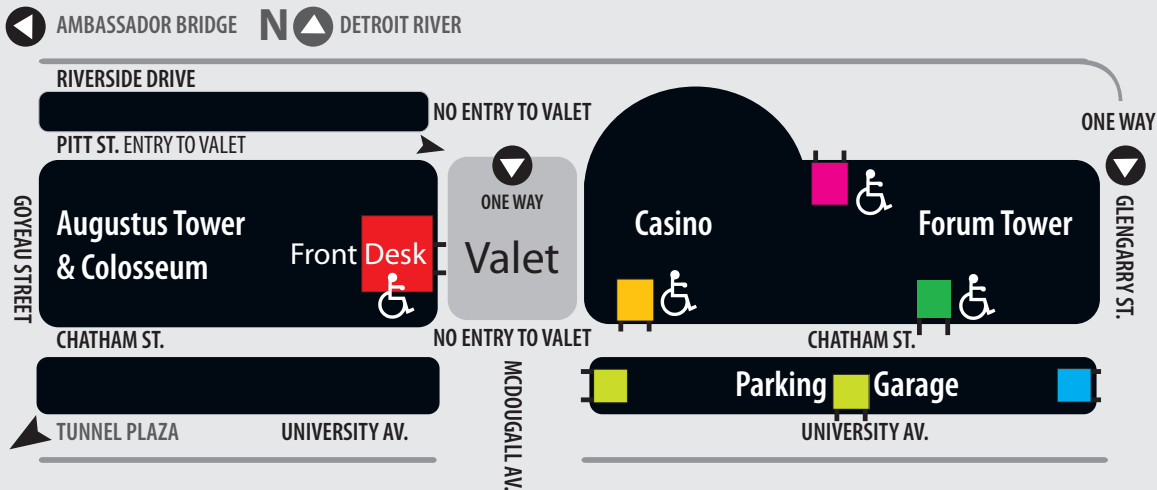 AMBASSADOR BRIDGE N DETROIT RIVER
RIVERSIDE DRIVE
NO ENTRY TO VALET
ONE WAY
PITT ST. ENTRY TO VALET
GOYEAU STREET
Augustus Tower
& Colosseum
Front Desk
ONE WAY
Valet
Casino
Forum Tower
GLENGARRY ST.
CHATHAM ST.
NO ENTRY TO VALET
CHATHAM ST.
MCDOUGALL AV.
Parking Garage
TUNNEL PLAZA
UNIVERSITY AV.
UNIVERSITY AV.